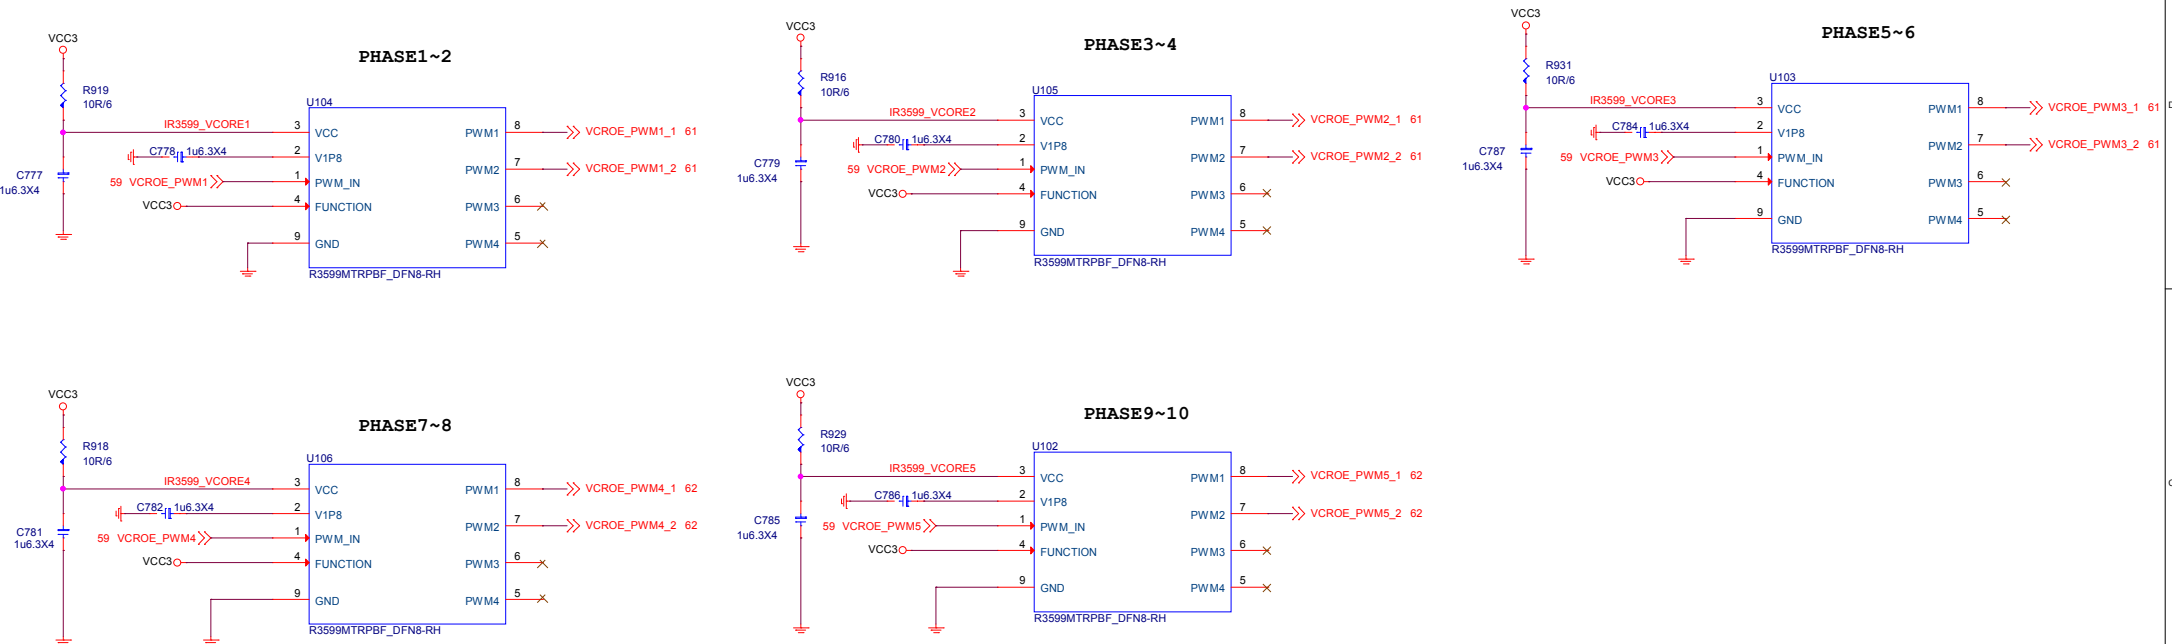 VCC3
PHASE1~2
R919
10R/6
U104
IR3599_VCORE1
3 VCC
PWM1 8
VCROE_PWM1_1 61
C778 1u6.3X4
2 V1P8
PWM2 7
VCROE_PWM1_2 61
C777
1u6.3X4
59 VCROE_PWM1
1 PWM_IN
VCC3
4 FUNCTION
PWM3 6
9 GND
PWM4 5
R3599MTRPBF_DFN8-RH
VCC3
PHASE3~4
R916
10R/6
U105
IR3599_VCORE2
3 VCC
PWM1 8
VCROE_PWM2_1 61
C780 1u6.3X4
2 V1P8
PWM2 7
VCROE_PWM2_2 61
C779
1u6.3X4
59 VCROE_PWM2
1 PWM_IN
VCC3
4 FUNCTION
PWM3 6
9 GND
PWM4 5
R3599MTRPBF_DFN8-RH
VCC3
PHASE5~6
R931
10R/6
U103
IR3599_VCORE3
3 VCC
PWM1 8
VCROE_PWM3_1 61
C784 1u6.3X4
2 V1P8
PWM2 7
VCROE_PWM3_2 61
C787
1u6.3X4
59 VCROE_PWM3
1 PWM_IN
VCC3
4 FUNCTION
PWM3 6
9 GND
PWM4 5
R3599MTRPBF_DFN8-RH
VCC3
PHASE7~8
R918
10R/6
U106
IR3599_VCORE4
3 VCC
PWM1 8
VCROE_PWM4_1 62
C782 1u6.3X4
2 V1P8
PWM2 7
VCROE_PWM4_2 62
C781
1u6.3X4
59 VCROE_PWM4
1 PWM_IN
VCC3
4 FUNCTION
PWM3 6
9 GND
PWM4 5
R3599MTRPBF_DFN8-RH
VCC3
PHASE9~10
R929
10R/6
U102
IR3599_VCORE5
3 VCC
PWM1 8
VCROE_PWM5_1 62
C786 1u6.3X4
2 V1P8
PWM2 7
VCROE_PWM5_2 62
C785
1u6.3X4
59 VCROE_PWM5
1 PWM_IN
VCC3
4 FUNCTION
PWM3 6
9 GND
PWM4 5
R3599MTRPBF_DFN8-RH